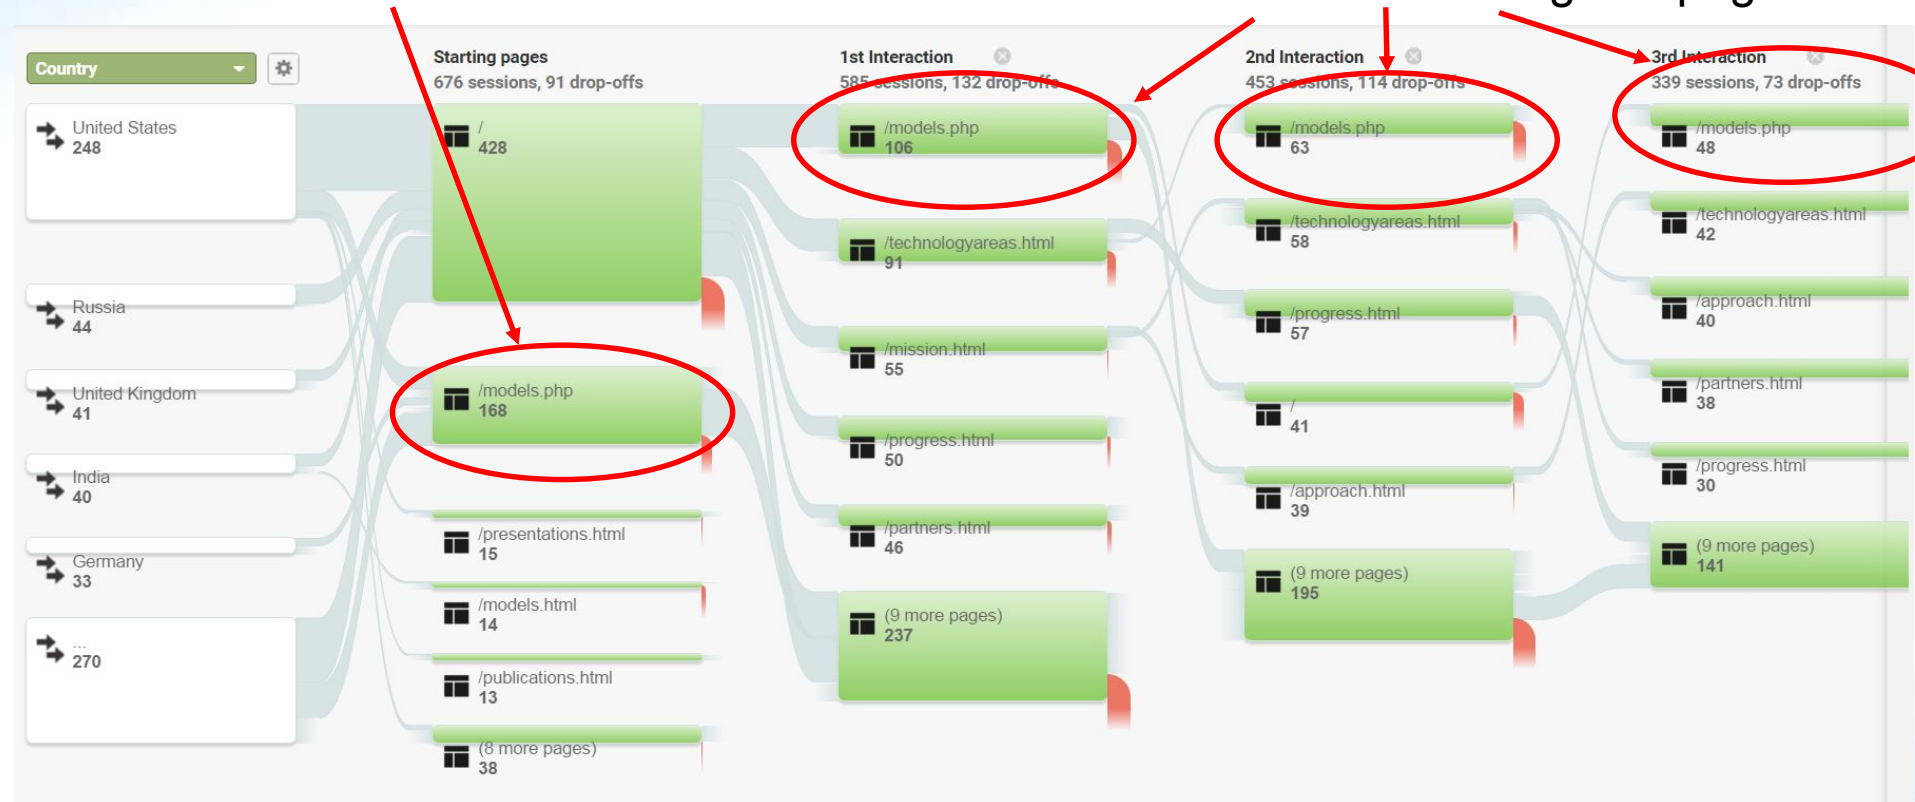 Country
United States
248
Russia
44
United Kingdom
41
India
40
Germany
33
...
270
Starting pages
676 sessions, 91 drop-offs
/
428
/models.php
168
/presentations.html
15
/models.html
14
/publications.html
13
(8 more pages)
38
1st Interaction
585 sessions, 132 drop-offs
/models.php
106
/technologyareas.html
91
/mission.html
55
/progress.html
50
/partners.html
46
(9 more pages)
237
2nd Interaction
453 sessions, 114 drop-offs
/models.php
63
/technologyareas.html
58
/progress.html
57
/
41
/approach.html
39
(9 more pages)
195
3rd Interaction
339 sessions, 73 drop-offs
/models.php
48
/technologyareas.html
42
/approach.html
40
/partners.html
38
/progress.html
30
(9 more pages)
141